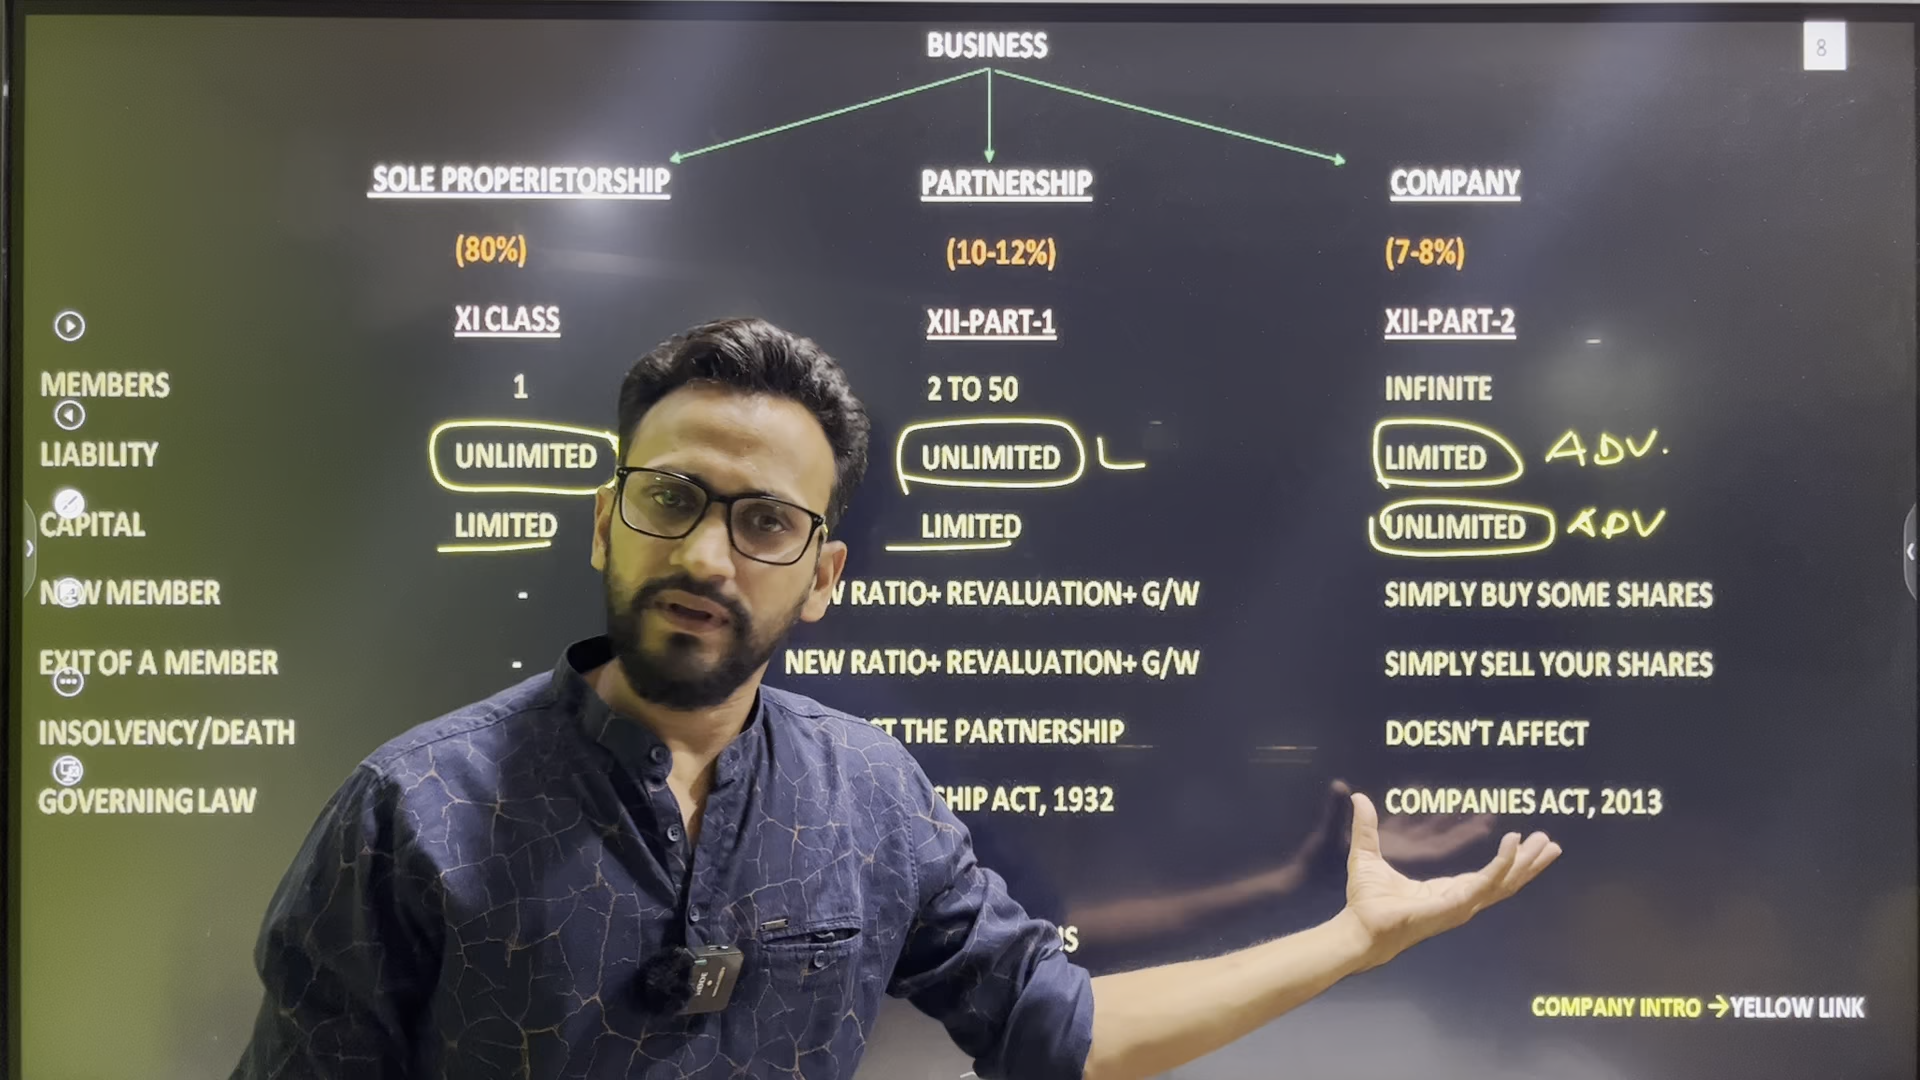 BUSINESS
8
SOLE PROPERIETORSHIP PARTNERSHIP COMPANY
(80%) (10-12%) (7-8%)
XI CLASS XII-PART-1 XII-PART-2
MEMBERS 1 2 TO 50 INFINITE
LIABILITY UNLIMITED UNLIMITED L LIMITED ADV.
CAPITAL LIMITED LIMITED UNLIMITED ADV
NEW MEMBER - RATIO+ REVALUATION+ G/W SIMPLY BUY SOME SHARES
EXIT OF A MEMBER - NEW RATIO+ REVALUATION+ G/W SIMPLY SELL YOUR SHARES
INSOLVENCY/DEATH THE PARTNERSHIP DOESN'T AFFECT
GOVERNING LAW ACT, 1932 COMPANIES ACT, 2013
COMPANY INTRO → YELLOW LINK